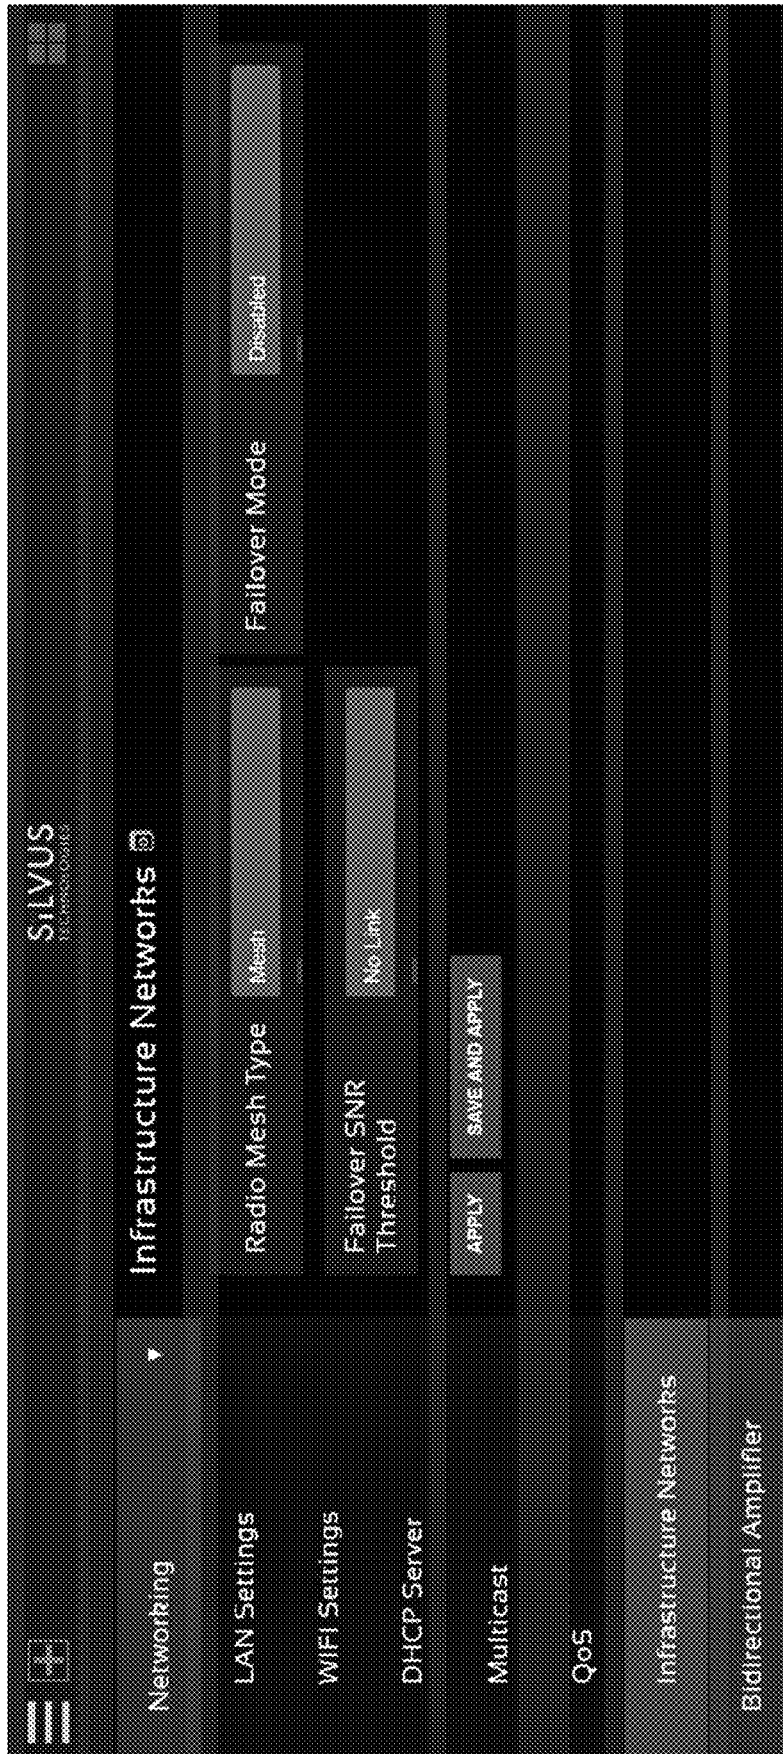 SiLVUS
TECHNOLOGIES
Networking
Infrastructure Networks
LAN Settings
WIFI Settings
DHCP Server
Multicast
QoS
Infrastructure Networks
Bidirectional Amplifier
Radio Mesh Type
Mesh
Failover Mode
Disabled
Failover SNR
Threshold
No Link
APPLY
SAVE AND APPLY